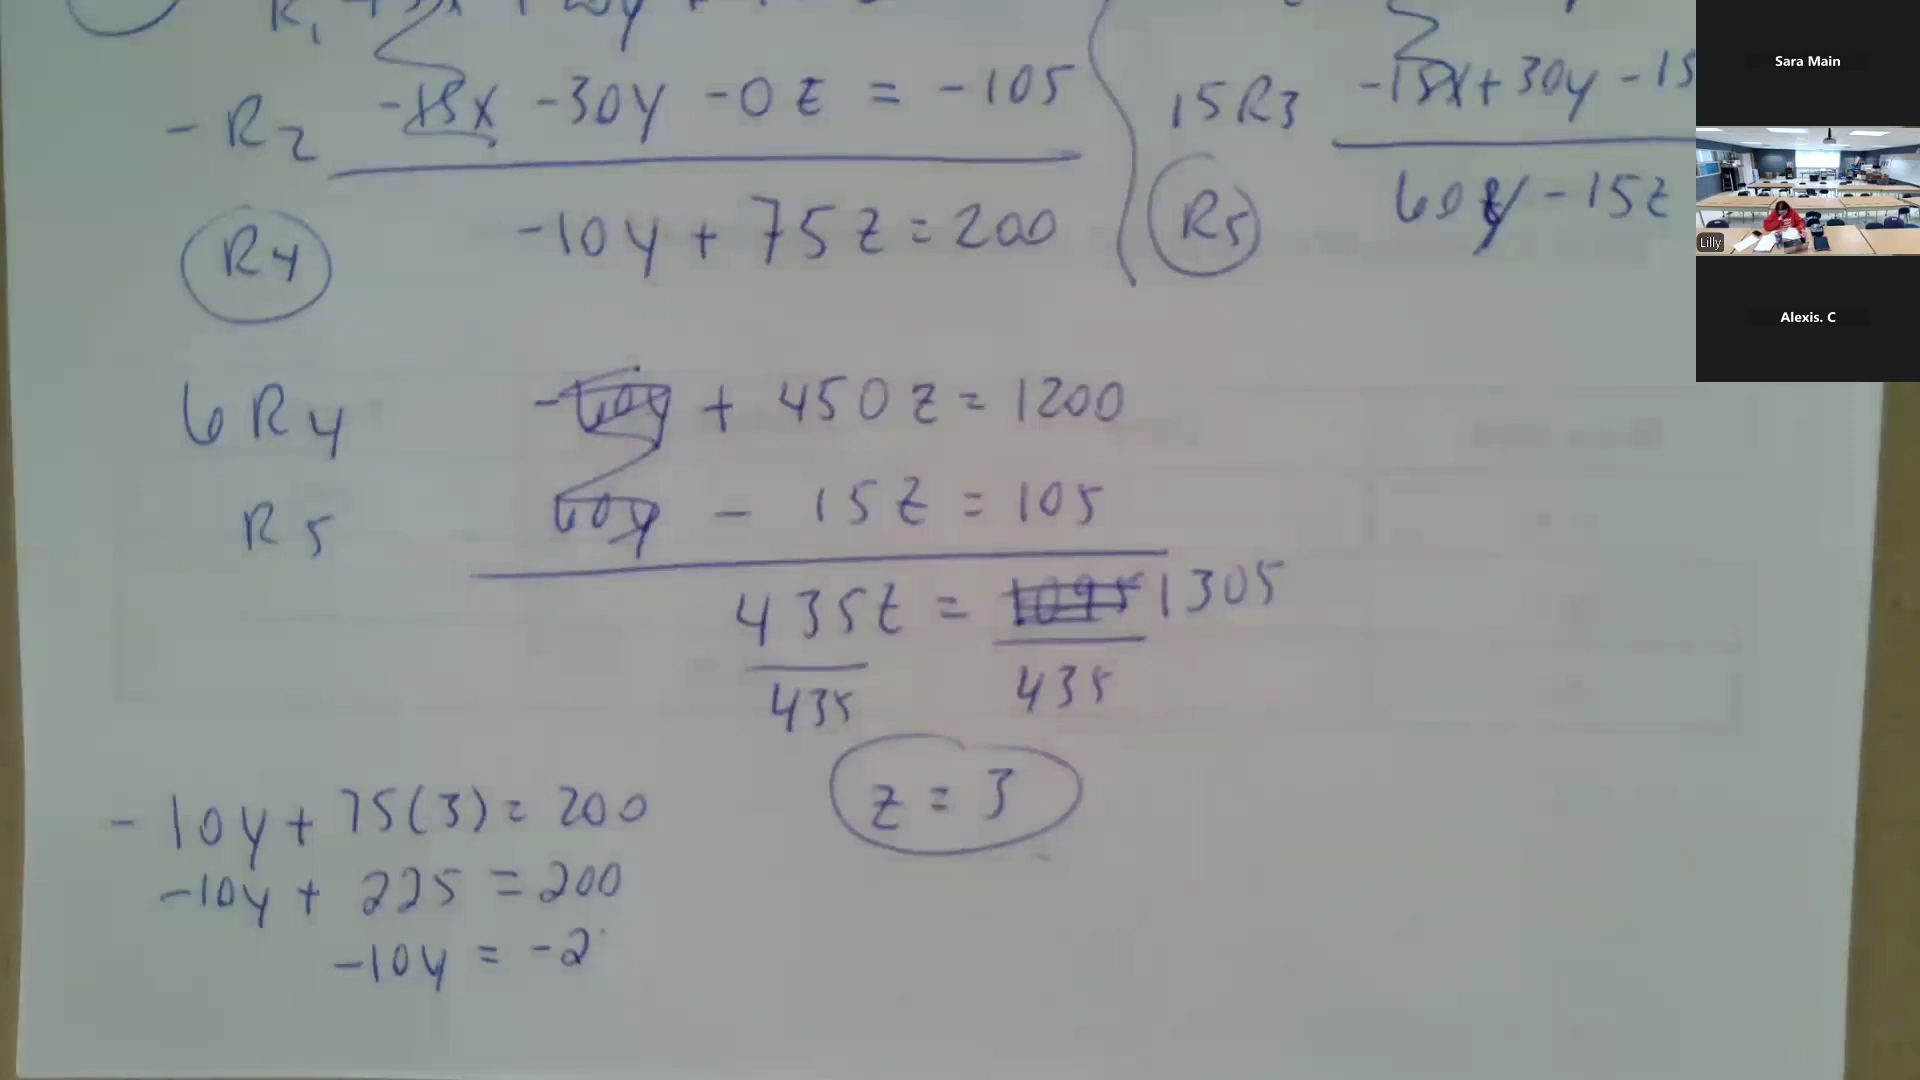 - R2 -15x -30y -0z = -105
R4 -10y + 75z = 200
15R3 -15x + 30y - 15
R5 60y - 15z
6R4 -60y + 450z = 1200
R5 60y - 15z = 105
435z = 1305
435 435
z = 3
-10y + 75(3) = 200
-10y + 225 = 200
-10y = -2
Sara Main
Lilly
Alexis. C